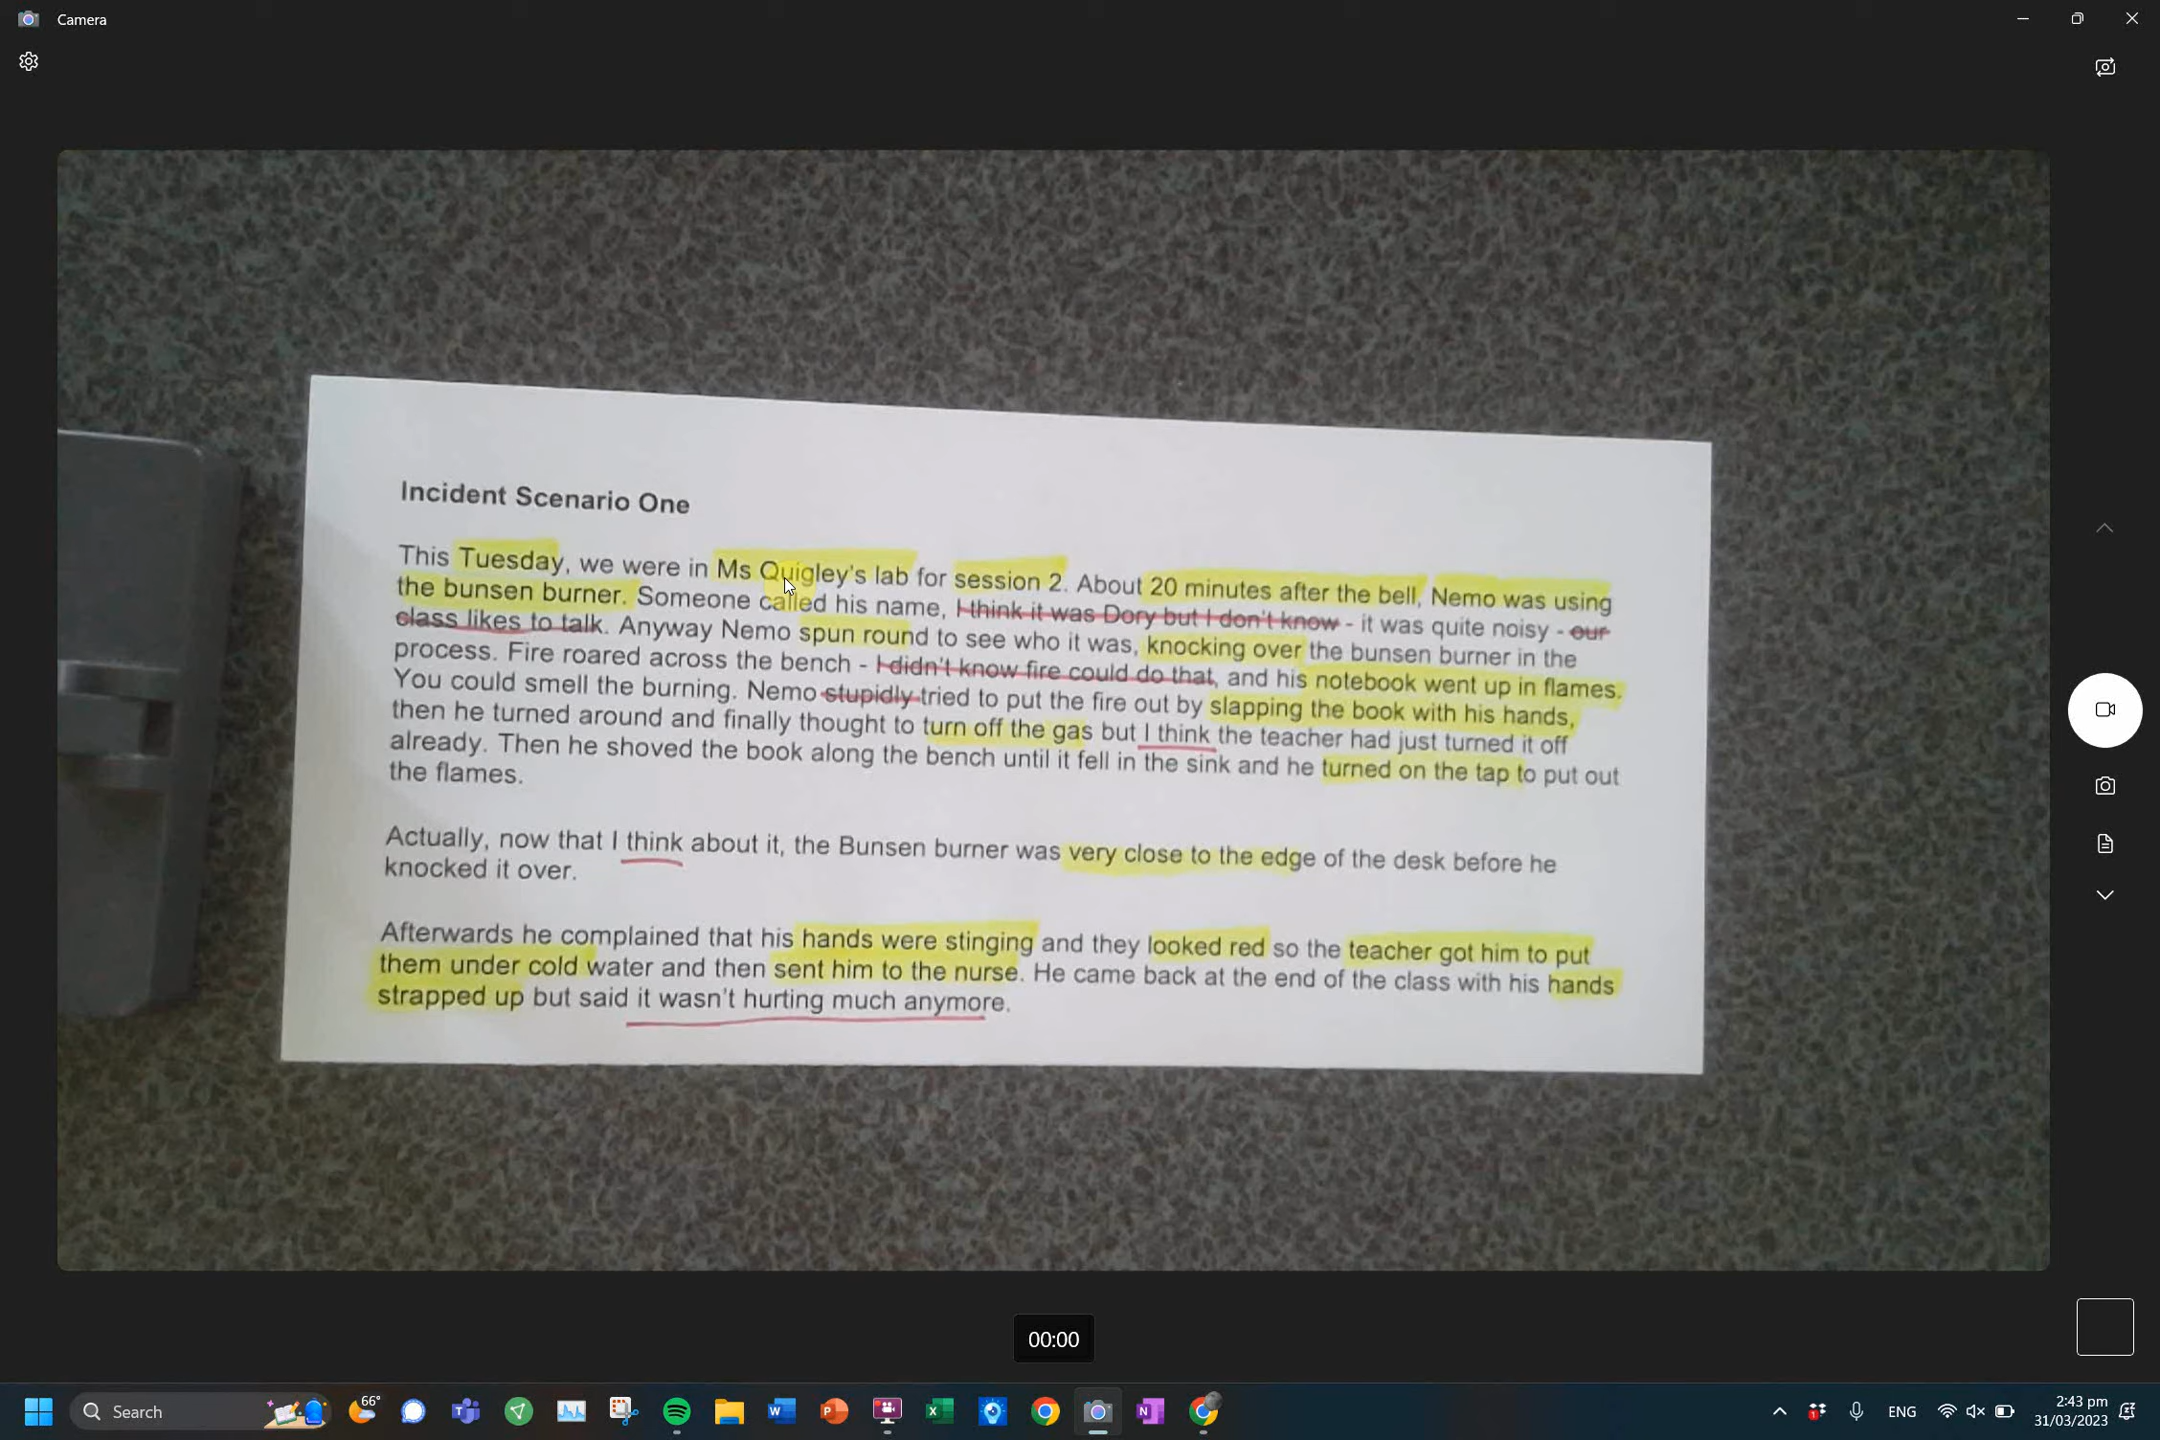 Camera
Incident Scenario One
This Tuesday, we were in Ms Quigley's lab for session 2. About 20 minutes after the bell, Nemo was using
the bunsen burner. Someone called his name, I think it was Dory but I don't know - it was quite noisy - our
class likes to talk. Anyway Nemo spun round to see who it was, knocking over the bunsen burner in the
process. Fire roared across the bench - I didn't know fire could do that, and his notebook went up in flames.
You could smell the burning. Nemo stupidly tried to put the fire out by slapping the book with his hands,
then he turned around and finally thought to turn off the gas but I think the teacher had just turned it off
already. Then he shoved the book along the bench until it fell in the sink and he turned on the tap to put out
the flames.
Actually, now that I think about it, the Bunsen burner was very close to the edge of the desk before he
knocked it over.
Afterwards he complained that his hands were stinging and they looked red so the teacher got him to put
them under cold water and then sent him to the nurse. He came back at the end of the class with his hands
strapped up but said it wasn't hurting much anymore.
00:00
Search
66°
ENG
2:43 pm
31/03/2023